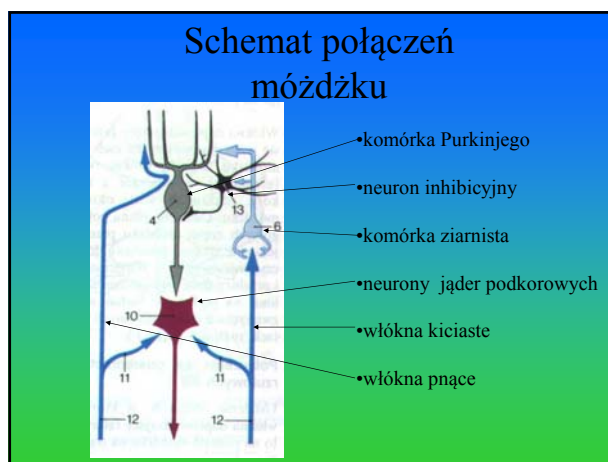 Schemat połączeń
móżdżku
•komórka Purkinjego
•neuron inhibicyjny
•komórka ziarnista
•neurony jąder podkorowych
•włókna kiciaste
•włókna pnące
4
13
6
10
11
11
12
12